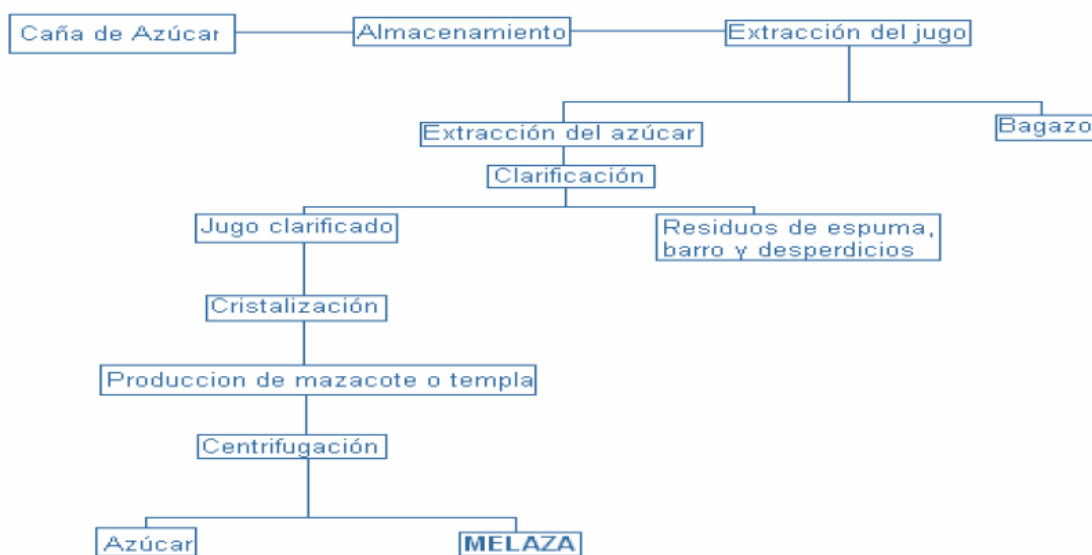 Caña de Azúcar
Almacenamiento
Extracción del jugo
Extracción del azúcar
Bagazo
Clarificación
Jugo clarificado
Residuos de espuma,
barro y desperdicios
Cristalización
Produccion de mazacote o templa
Centrifugación
Azúcar
MELAZA